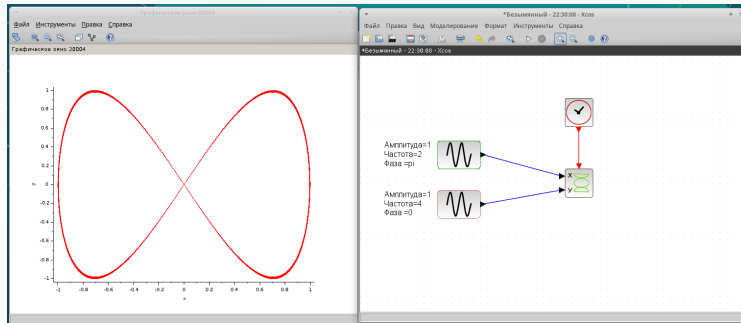 Графическое окно 20004
Файл Инструменты Правка Справка
Графическое окно 20004
1
0.8
0.6
0.4
0.2
0
-0.2
-0.4
-0.6
-0.8
-1
y
-1 -0.8 -0.6 -0.4 -0.2 0 0.2 0.4 0.6 0.8 1
x
*Безымянный - 22:30:08 - Xcos
Файл Правка Вид Моделирование Формат Инструменты Справка
*Безымянный - 22:30:08 - Xcos
Амплитуда=1
Частота=2
Фаза =pi
Амплитуда=1
Частота=4
Фаза =0
X
Y